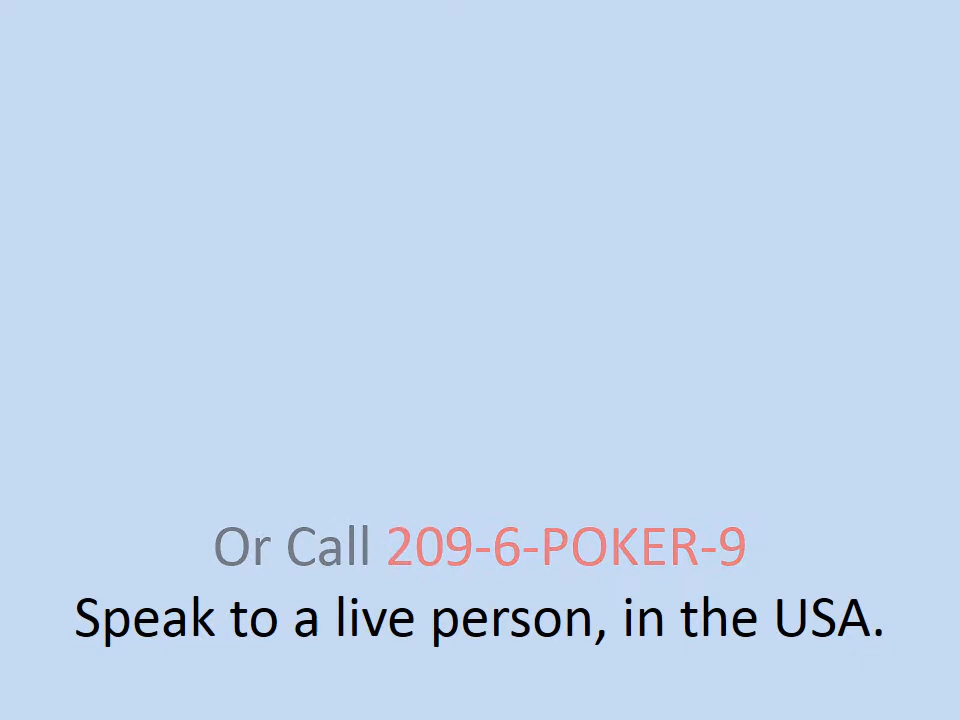 Or Call 209-6-POKER-9
Speak to a live person, in the USA.